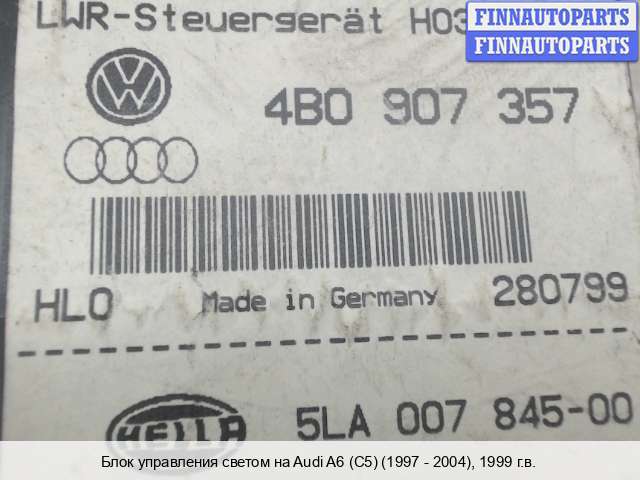 LWR-Steuergerät H03
FINNAUTOPARTS
FINNAUTOPARTS
4B0 907 357
HLO Made in Germany 280799
HELLA 5LA 007 845-00
Блок управления светом на Audi A6 (C5) (1997 - 2004), 1999 г.в.